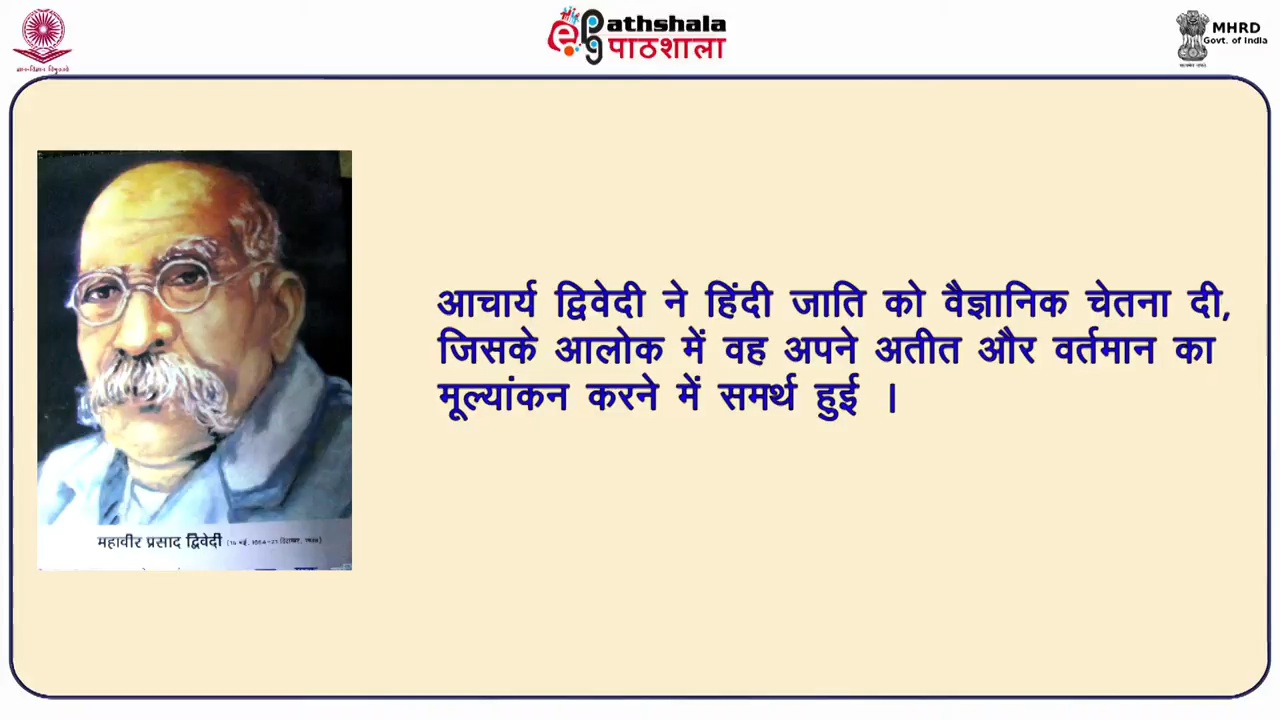 ePathshala
पाठशाला
MHRD
Govt. of India
आचार्य द्विवेदी ने हिंदी जाति को वैज्ञानिक चेतना दी,
जिसके आलोक में वह अपने अतीत और वर्तमान का
मूल्यांकन करने में समर्थ हुई ।
महावीर प्रसाद द्विवेदी